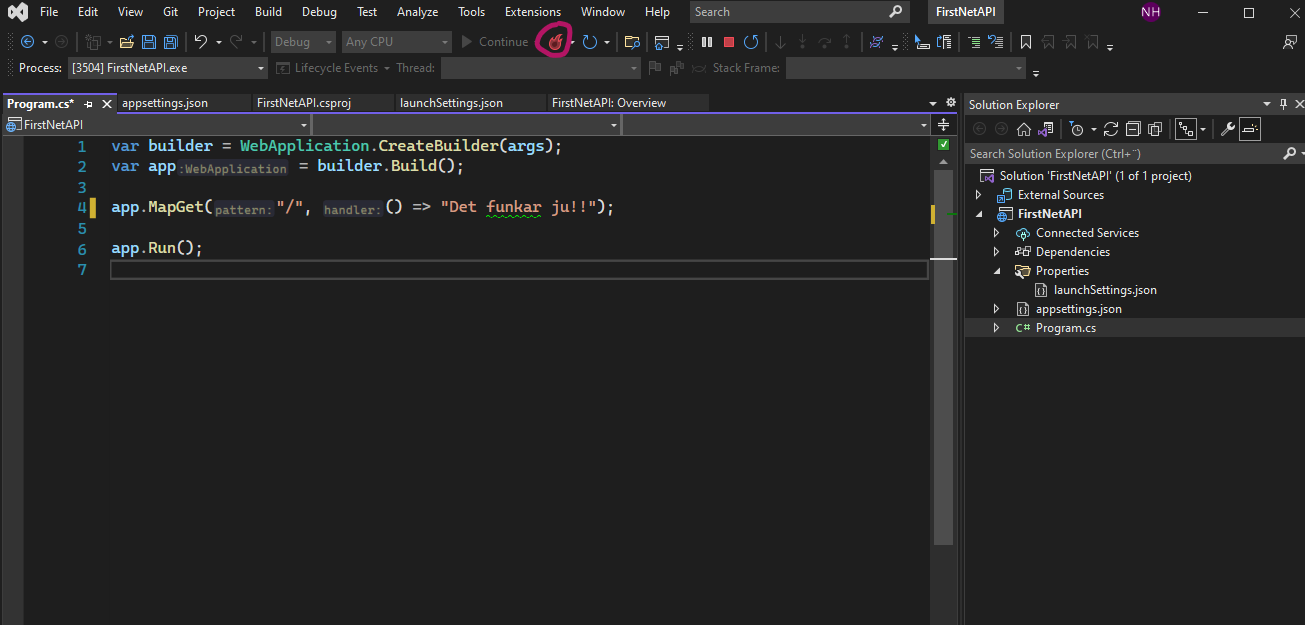 File Edit View Git Project Build Debug Test Analyze Tools Extensions Window Help Search FirstNetAPI NH
Debug Any CPU Continue
Process: [3504] FirstNetAPI.exe Lifecycle Events Thread: Stack Frame:
Program.cs* appsettings.json FirstNetAPI.csproj launchSettings.json FirstNetAPI: Overview
FirstNetAPI
1 var builder = WebApplication.CreateBuilder(args);
2 var app :WebApplication = builder.Build();
3
4 app.MapGet(pattern:"/", handler:() => "Det funkar ju!!");
5
6 app.Run();
7
Solution Explorer
Search Solution Explorer (Ctrl+¨)
Solution 'FirstNetAPI' (1 of 1 project)
External Sources
FirstNetAPI
Connected Services
Dependencies
Properties
launchSettings.json
appsettings.json
C# Program.cs